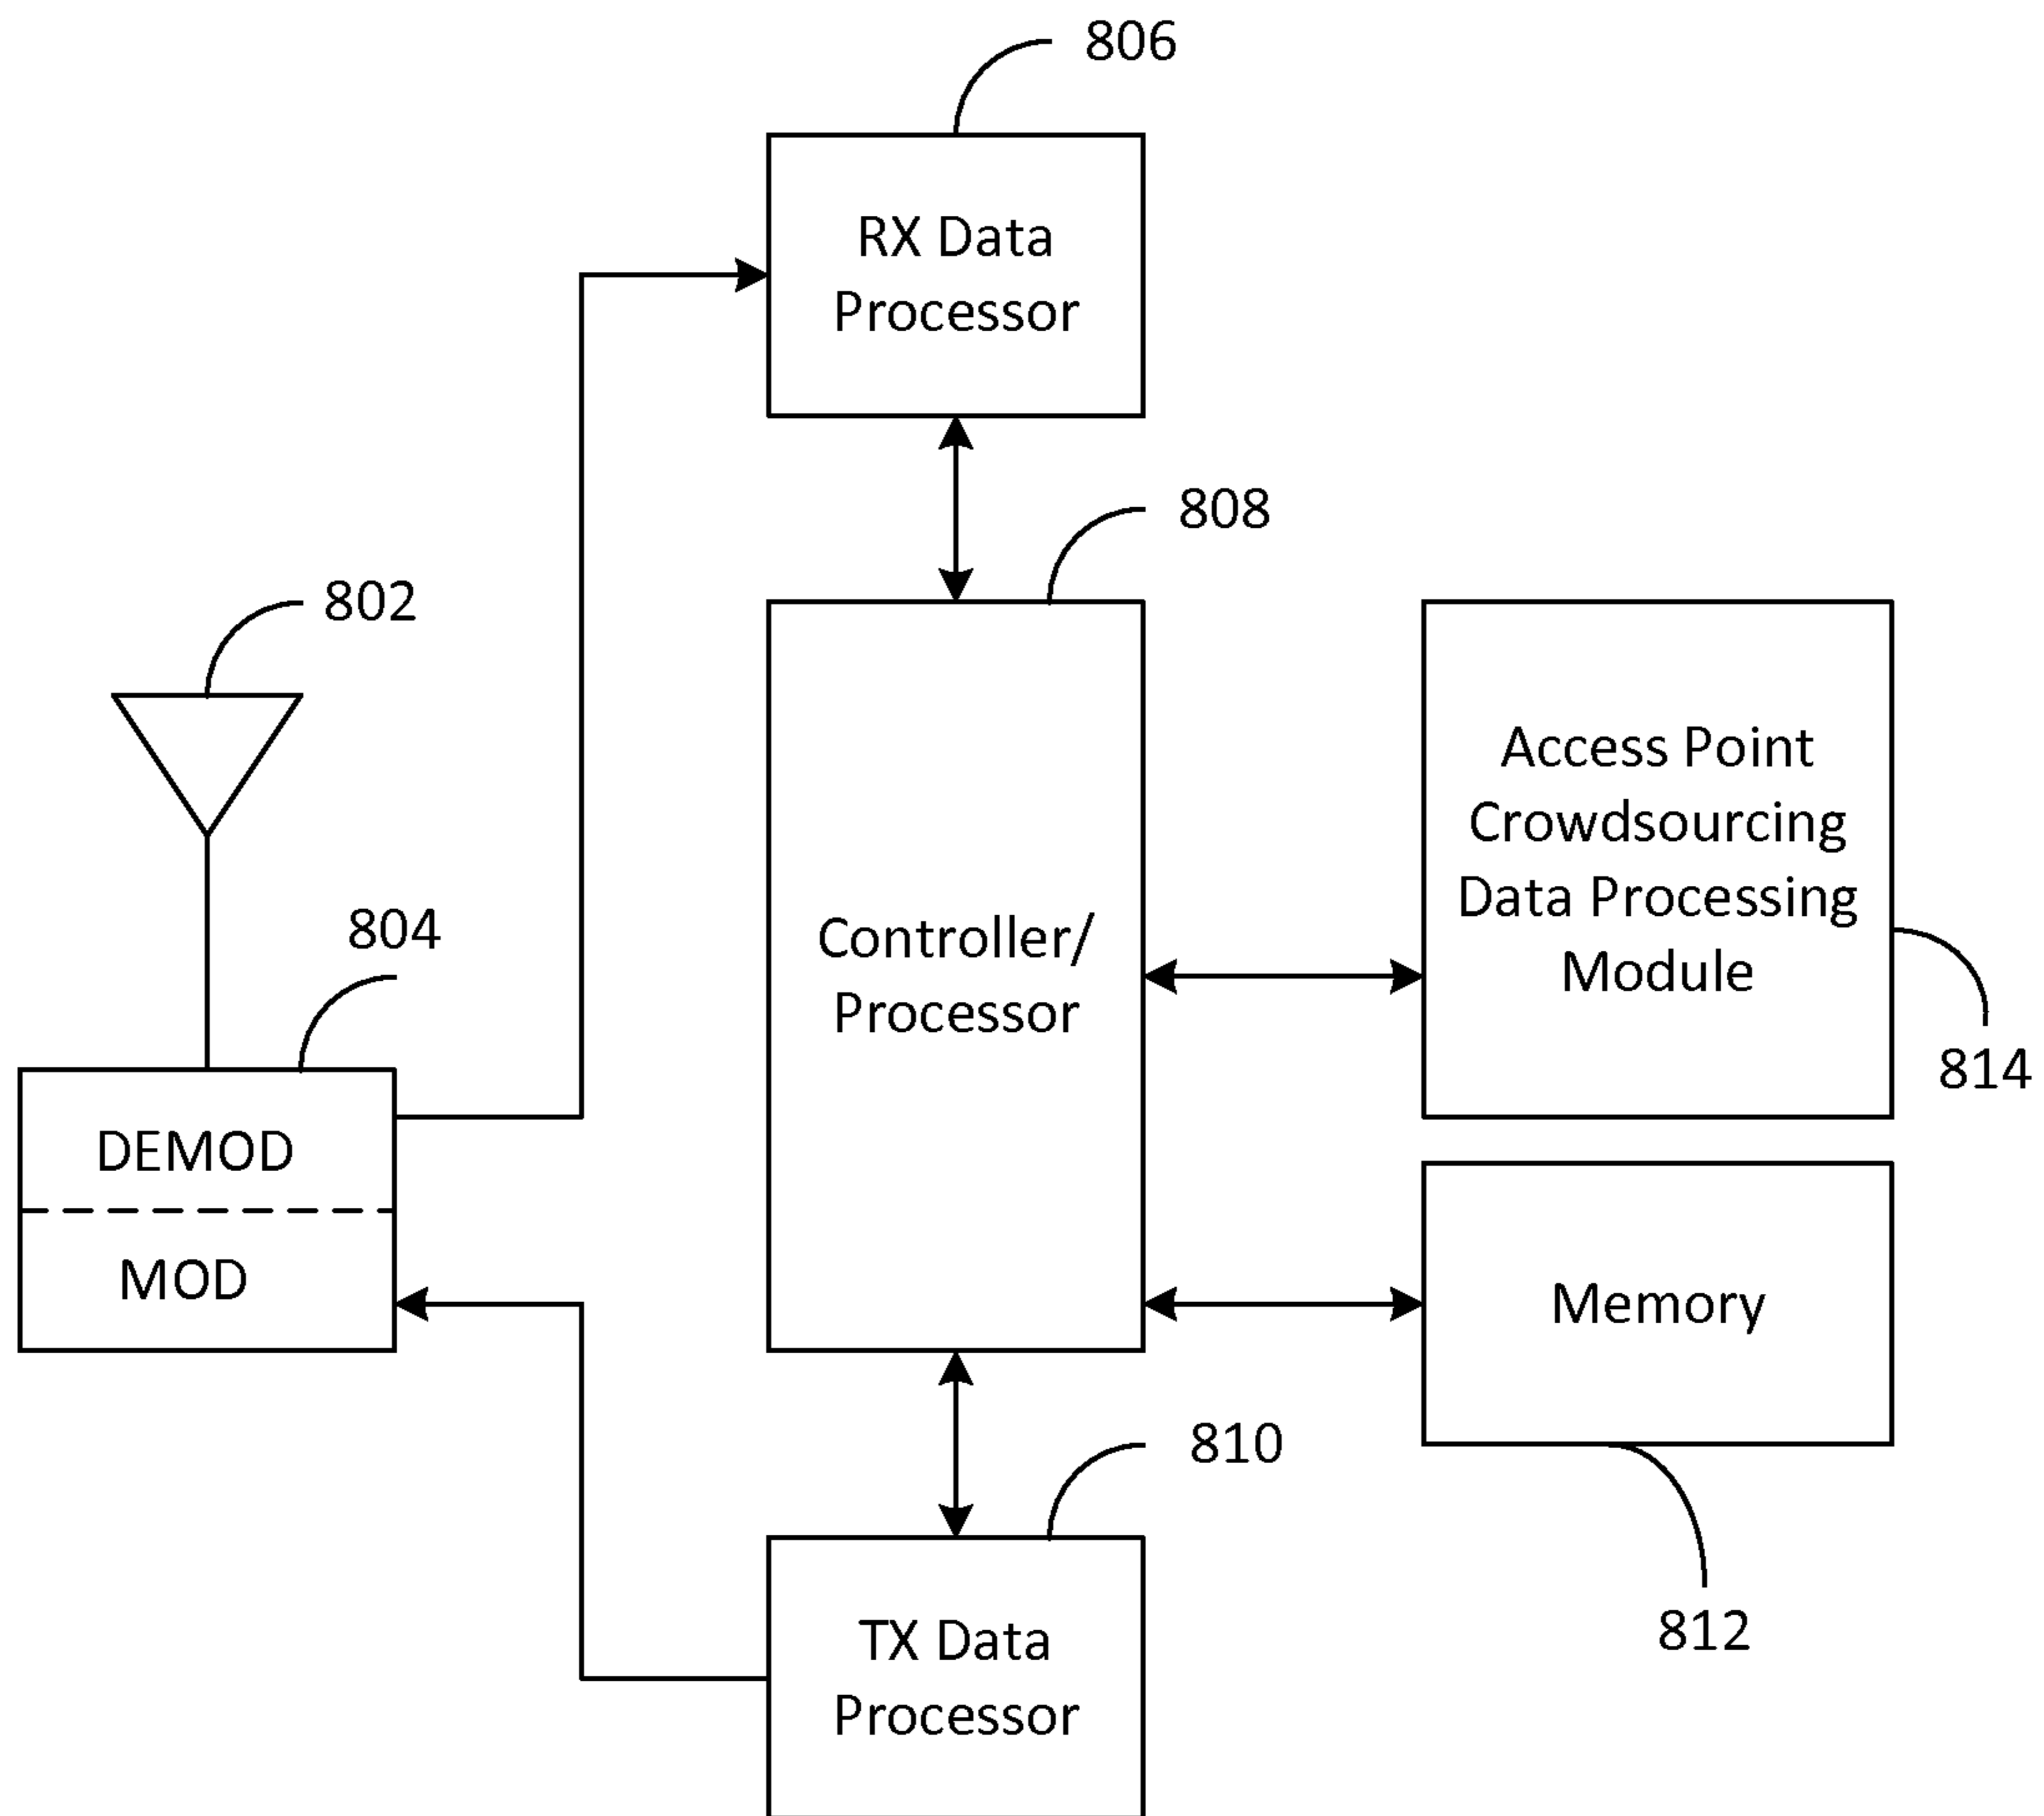 806
RX Data
Processor
808
802
Access Point
Crowdsourcing
Data Processing
Module
804
Controller/
Processor
814
DEMOD
MOD
Memory
810
812
TX Data
Processor